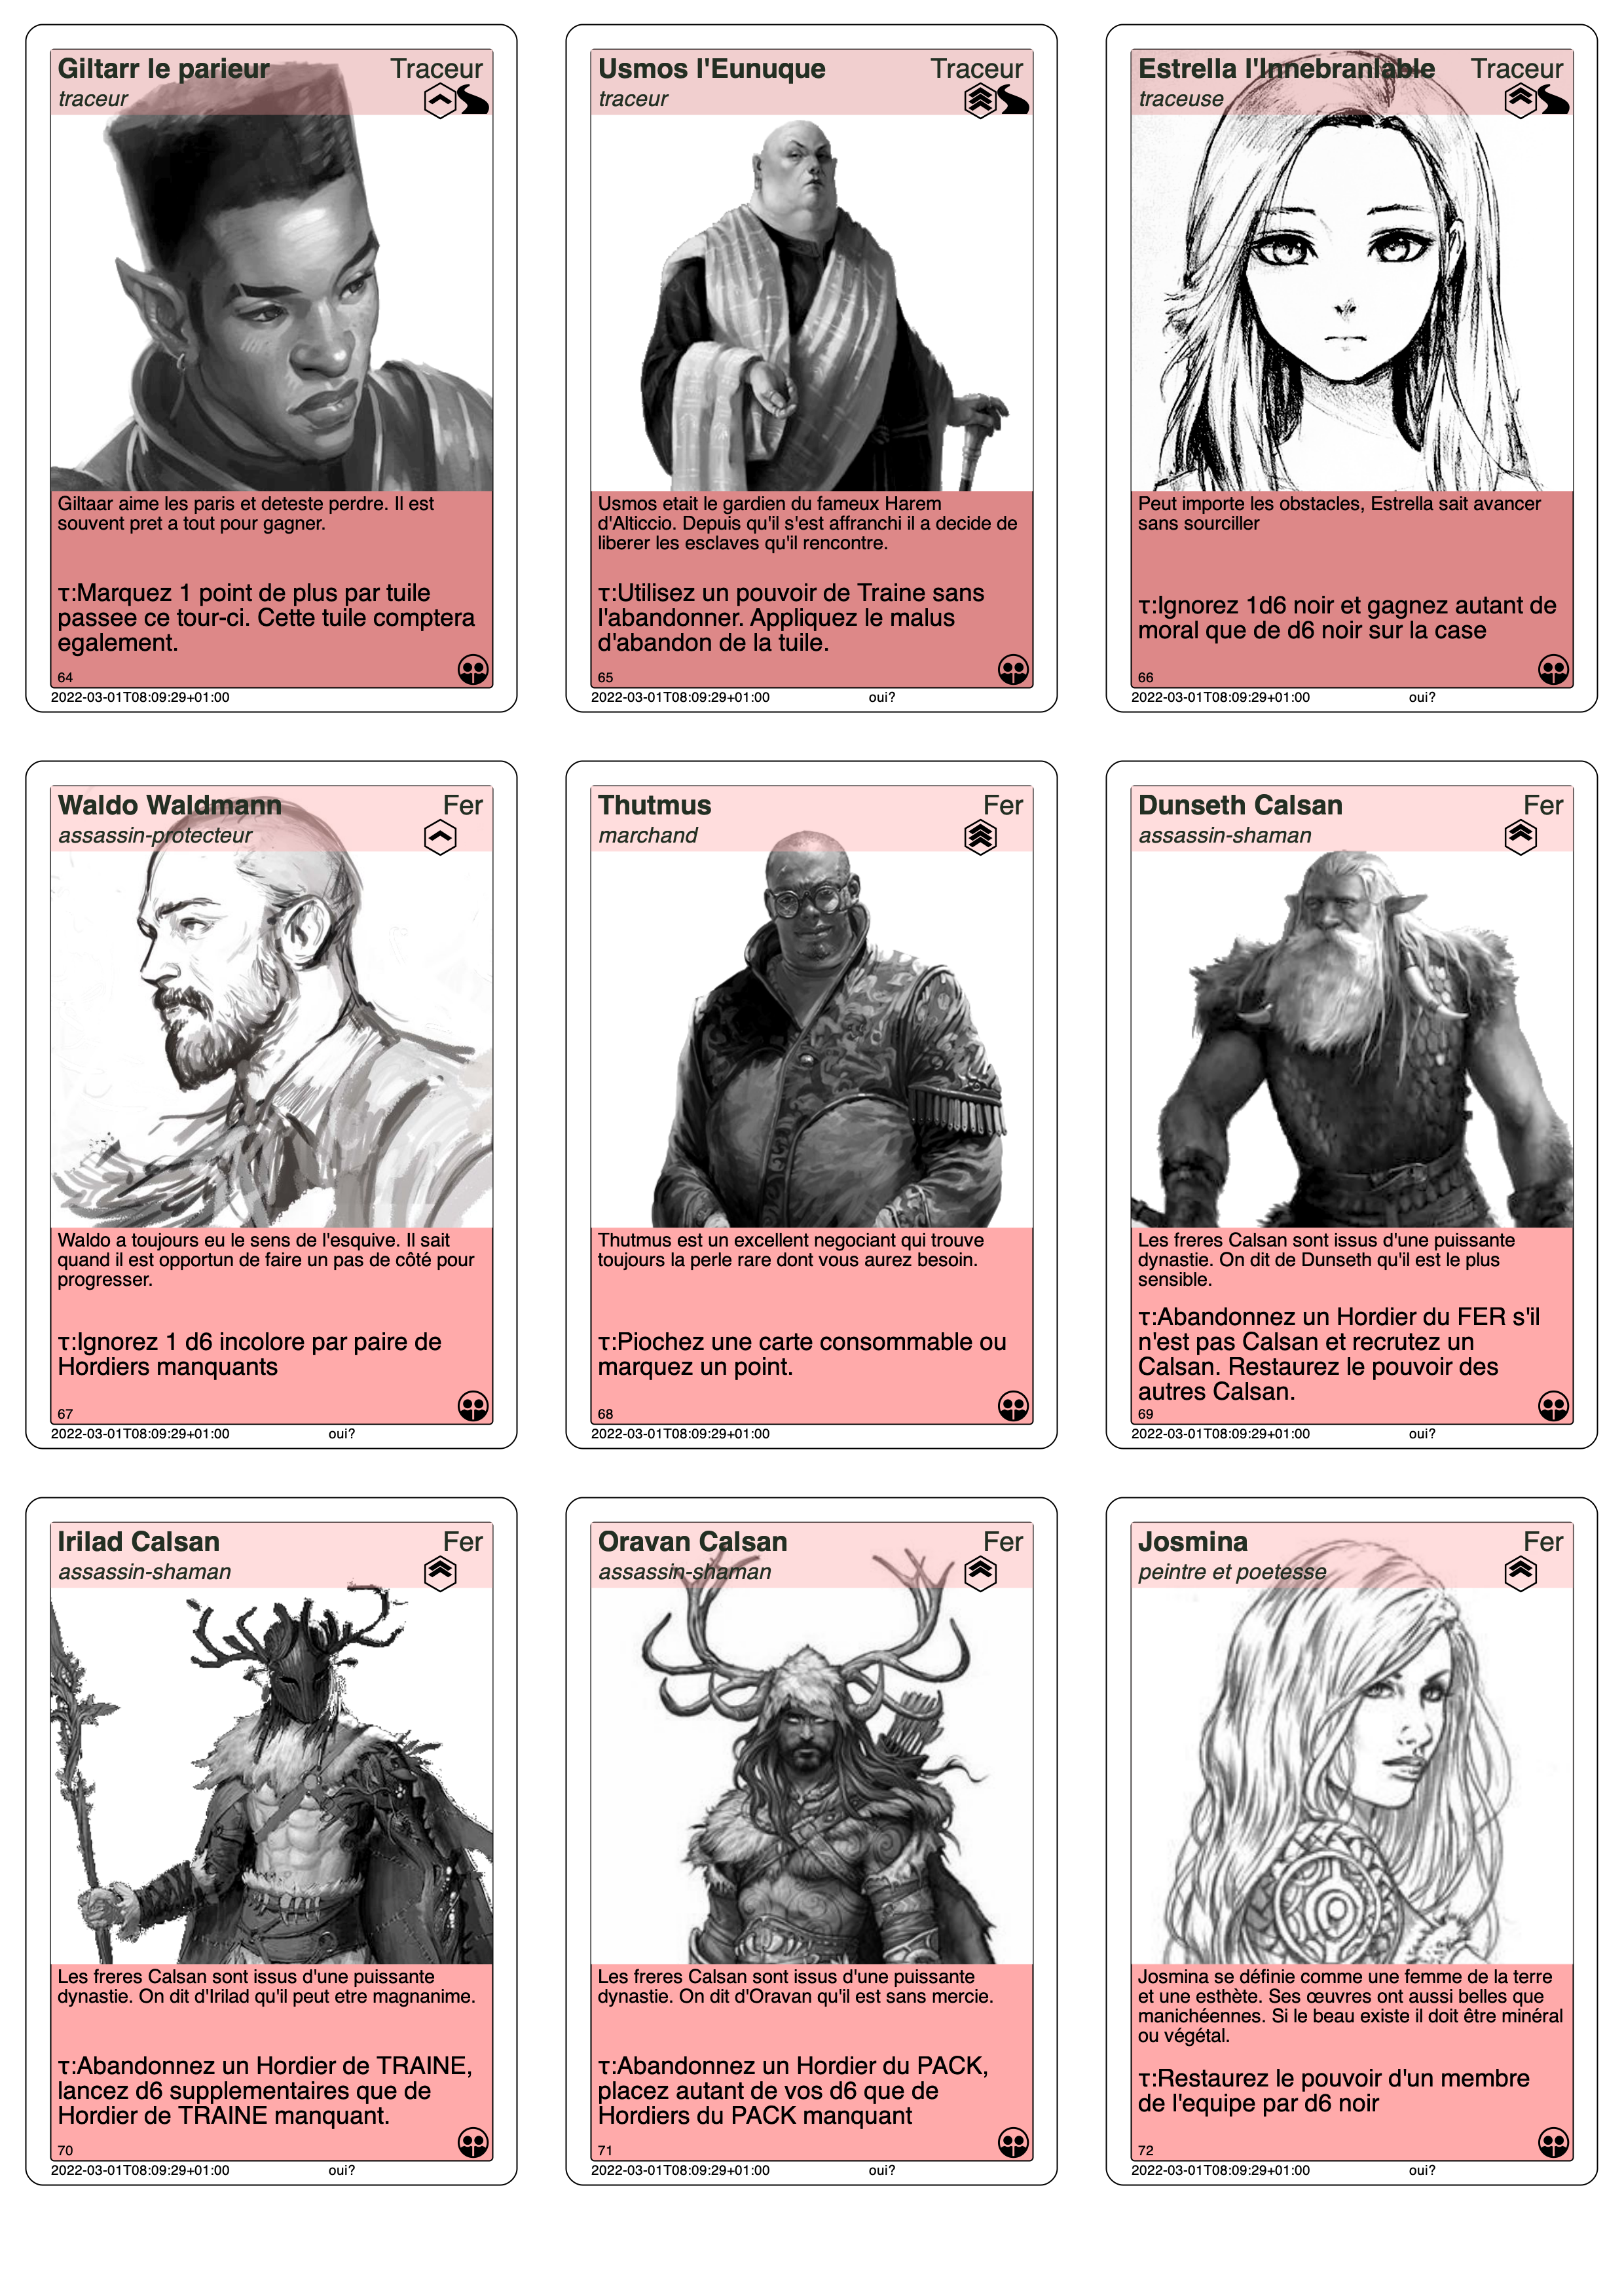 Giltarr le parieur Traceur
traceur
Giltaar aime les paris et deteste perdre. Il est
souvent pret a tout pour gagner.
τ:Marquez 1 point de plus par tuile
passee ce tour-ci. Cette tuile comptera
egalement.
64
2022-03-01T08:09:29+01:00
Usmos l'Eunuque Traceur
traceur
Usmos etait le gardien du fameux Harem
d'Alticcio. Depuis qu'il s'est affranchi il a decide de
liberer les esclaves qu'il rencontre.
τ:Utilisez un pouvoir de Traine sans
l'abandonner. Appliquez le malus
d'abandon de la tuile.
65
2022-03-01T08:09:29+01:00 oui?
Estrella l'Innebranlable Traceur
traceuse
Peut importe les obstacles, Estrella sait avancer
sans sourciller
τ:Ignorez 1d6 noir et gagnez autant de
moral que de d6 noir sur la case
66
2022-03-01T08:09:29+01:00 oui?
Waldo Waldmann Fer
assassin-protecteur
Waldo a toujours eu le sens de l'esquive. Il sait
quand il est opportun de faire un pas de côté pour
progresser.
τ:Ignorez 1 d6 incolore par paire de
Hordiers manquants
67
2022-03-01T08:09:29+01:00 oui?
Thutmus Fer
marchand
Thutmus est un excellent negociant qui trouve
toujours la perle rare dont vous aurez besoin.
τ:Piochez une carte consommable ou
marquez un point.
68
2022-03-01T08:09:29+01:00
Dunseth Calsan Fer
assassin-shaman
Les freres Calsan sont issus d'une puissante
dynastie. On dit de Dunseth qu'il est le plus
sensible.
τ:Abandonnez un Hordier du FER s'il
n'est pas Calsan et recrutez un
Calsan. Restaurez le pouvoir des
autres Calsan.
69
2022-03-01T08:09:29+01:00 oui?
Irilad Calsan Fer
assassin-shaman
Les freres Calsan sont issus d'une puissante
dynastie. On dit d'Irilad qu'il peut etre magnanime.
τ:Abandonnez un Hordier de TRAINE,
lancez d6 supplementaires que de
Hordier de TRAINE manquant.
70
2022-03-01T08:09:29+01:00 oui?
Oravan Calsan Fer
assassin-shaman
Les freres Calsan sont issus d'une puissante
dynastie. On dit d'Oravan qu'il est sans mercie.
τ:Abandonnez un Hordier du PACK,
placez autant de vos d6 que de
Hordiers du PACK manquant
71
2022-03-01T08:09:29+01:00 oui?
Josmina Fer
peintre et poetesse
Josmina se définie comme une femme de la terre
et une esthète. Ses œuvres ont aussi belles que
manichéennes. Si le beau existe il doit être minéral
ou végétal.
τ:Restaurez le pouvoir d'un membre
de l'equipe par d6 noir
72
2022-03-01T08:09:29+01:00 oui?